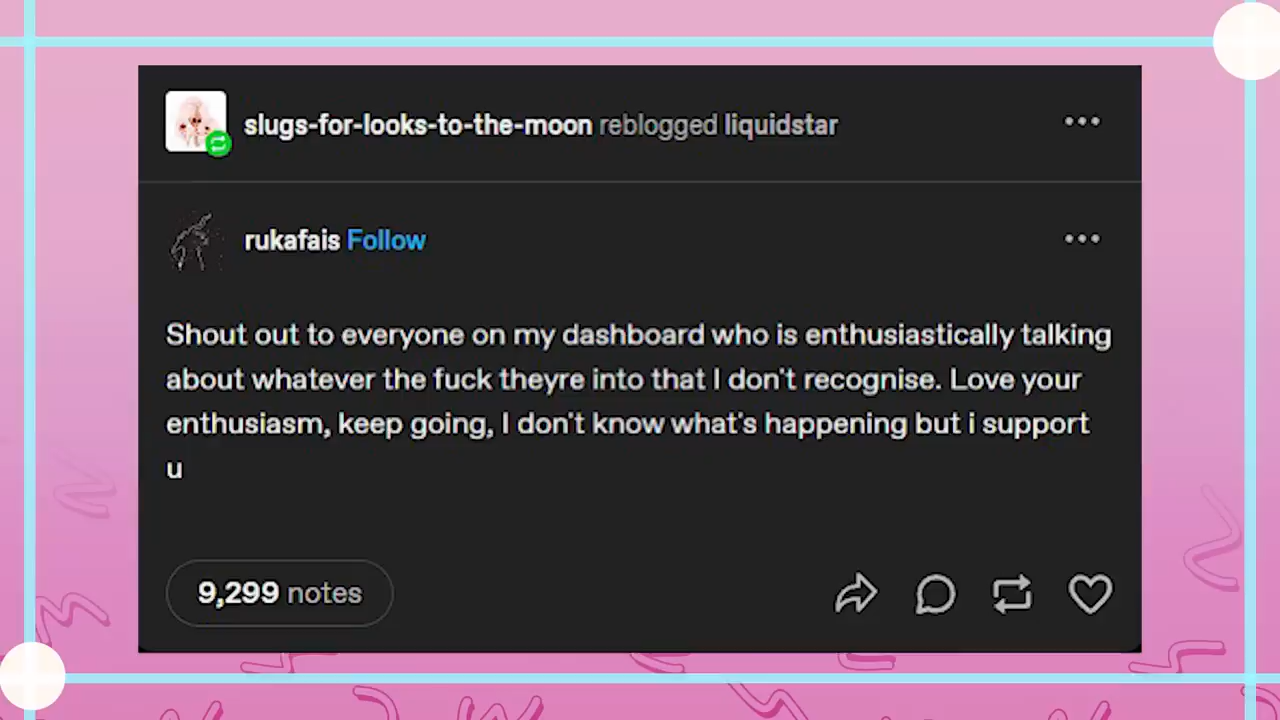 slugs-for-looks-to-the-moon reblogged liquidstar
rukafais Follow
Shout out to everyone on my dashboard who is enthusiastically talking
about whatever the fuck theyre into that I don't recognise. Love your
enthusiasm, keep going, I don't know what's happening but i support
u
9,299 notes